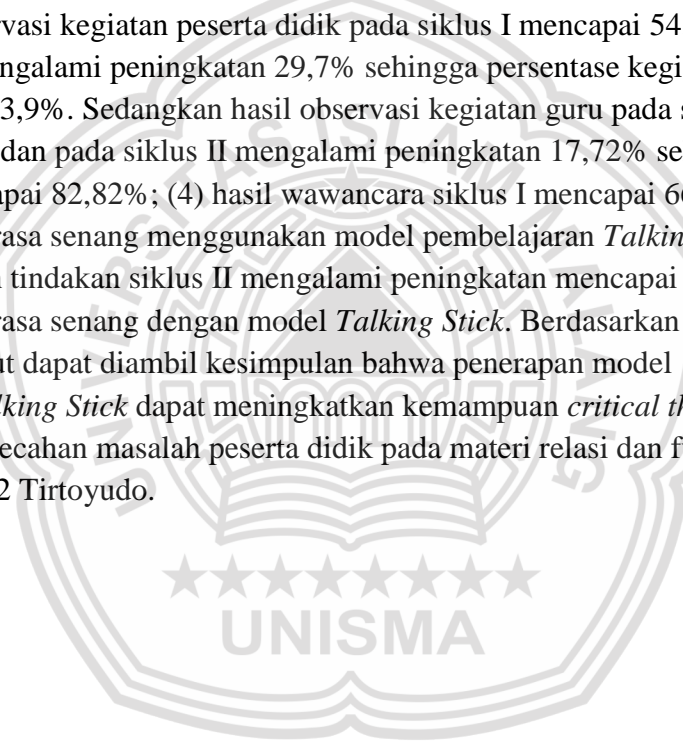 rvasi kegiatan peserta didik pada siklus I mencapai 54
ngalami peningkatan 29,7% sehingga persentase kegi
3,9%. Sedangkan hasil observasi kegiatan guru pada s
dan pada siklus II mengalami peningkatan 17,72% se
apai 82,82%; (4) hasil wawancara siklus I mencapai 6
rasa senang menggunakan model pembelajaran Talkin
n tindakan siklus II mengalami peningkatan mencapai
rasa senang dengan model Talking Stick. Berdasarkan
ut dapat diambil kesimpulan bahwa penerapan model
lking Stick dapat meningkatkan kemampuan critical th
ecahan masalah peserta didik pada materi relasi dan f
2 Tirtoyudo.
UNIVERSITAS ISLAM MALANG
UNISMA